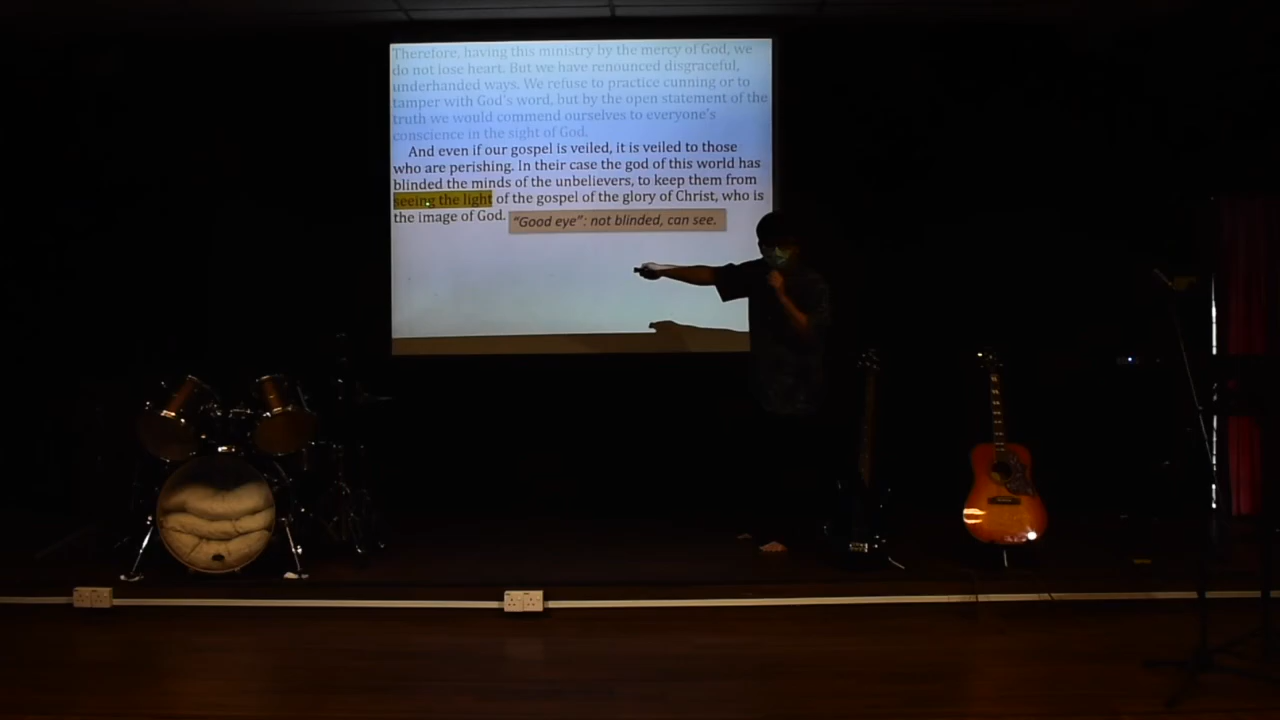 Therefore, having this ministry by the mercy of God, we
do not lose heart. But we have renounced disgraceful,
underhanded ways. We refuse to practice cunning or to
tamper with God's word, but by the open statement of the
truth we would commend ourselves to everyone's
conscience in the sight of God.
And even if our gospel is veiled, it is veiled to those
who are perishing. In their case the god of this world has
blinded the minds of the unbelievers, to keep them from
seeing the light of the gospel of the glory of Christ, who is
the image of God. "Good eye": not blinded, can see.